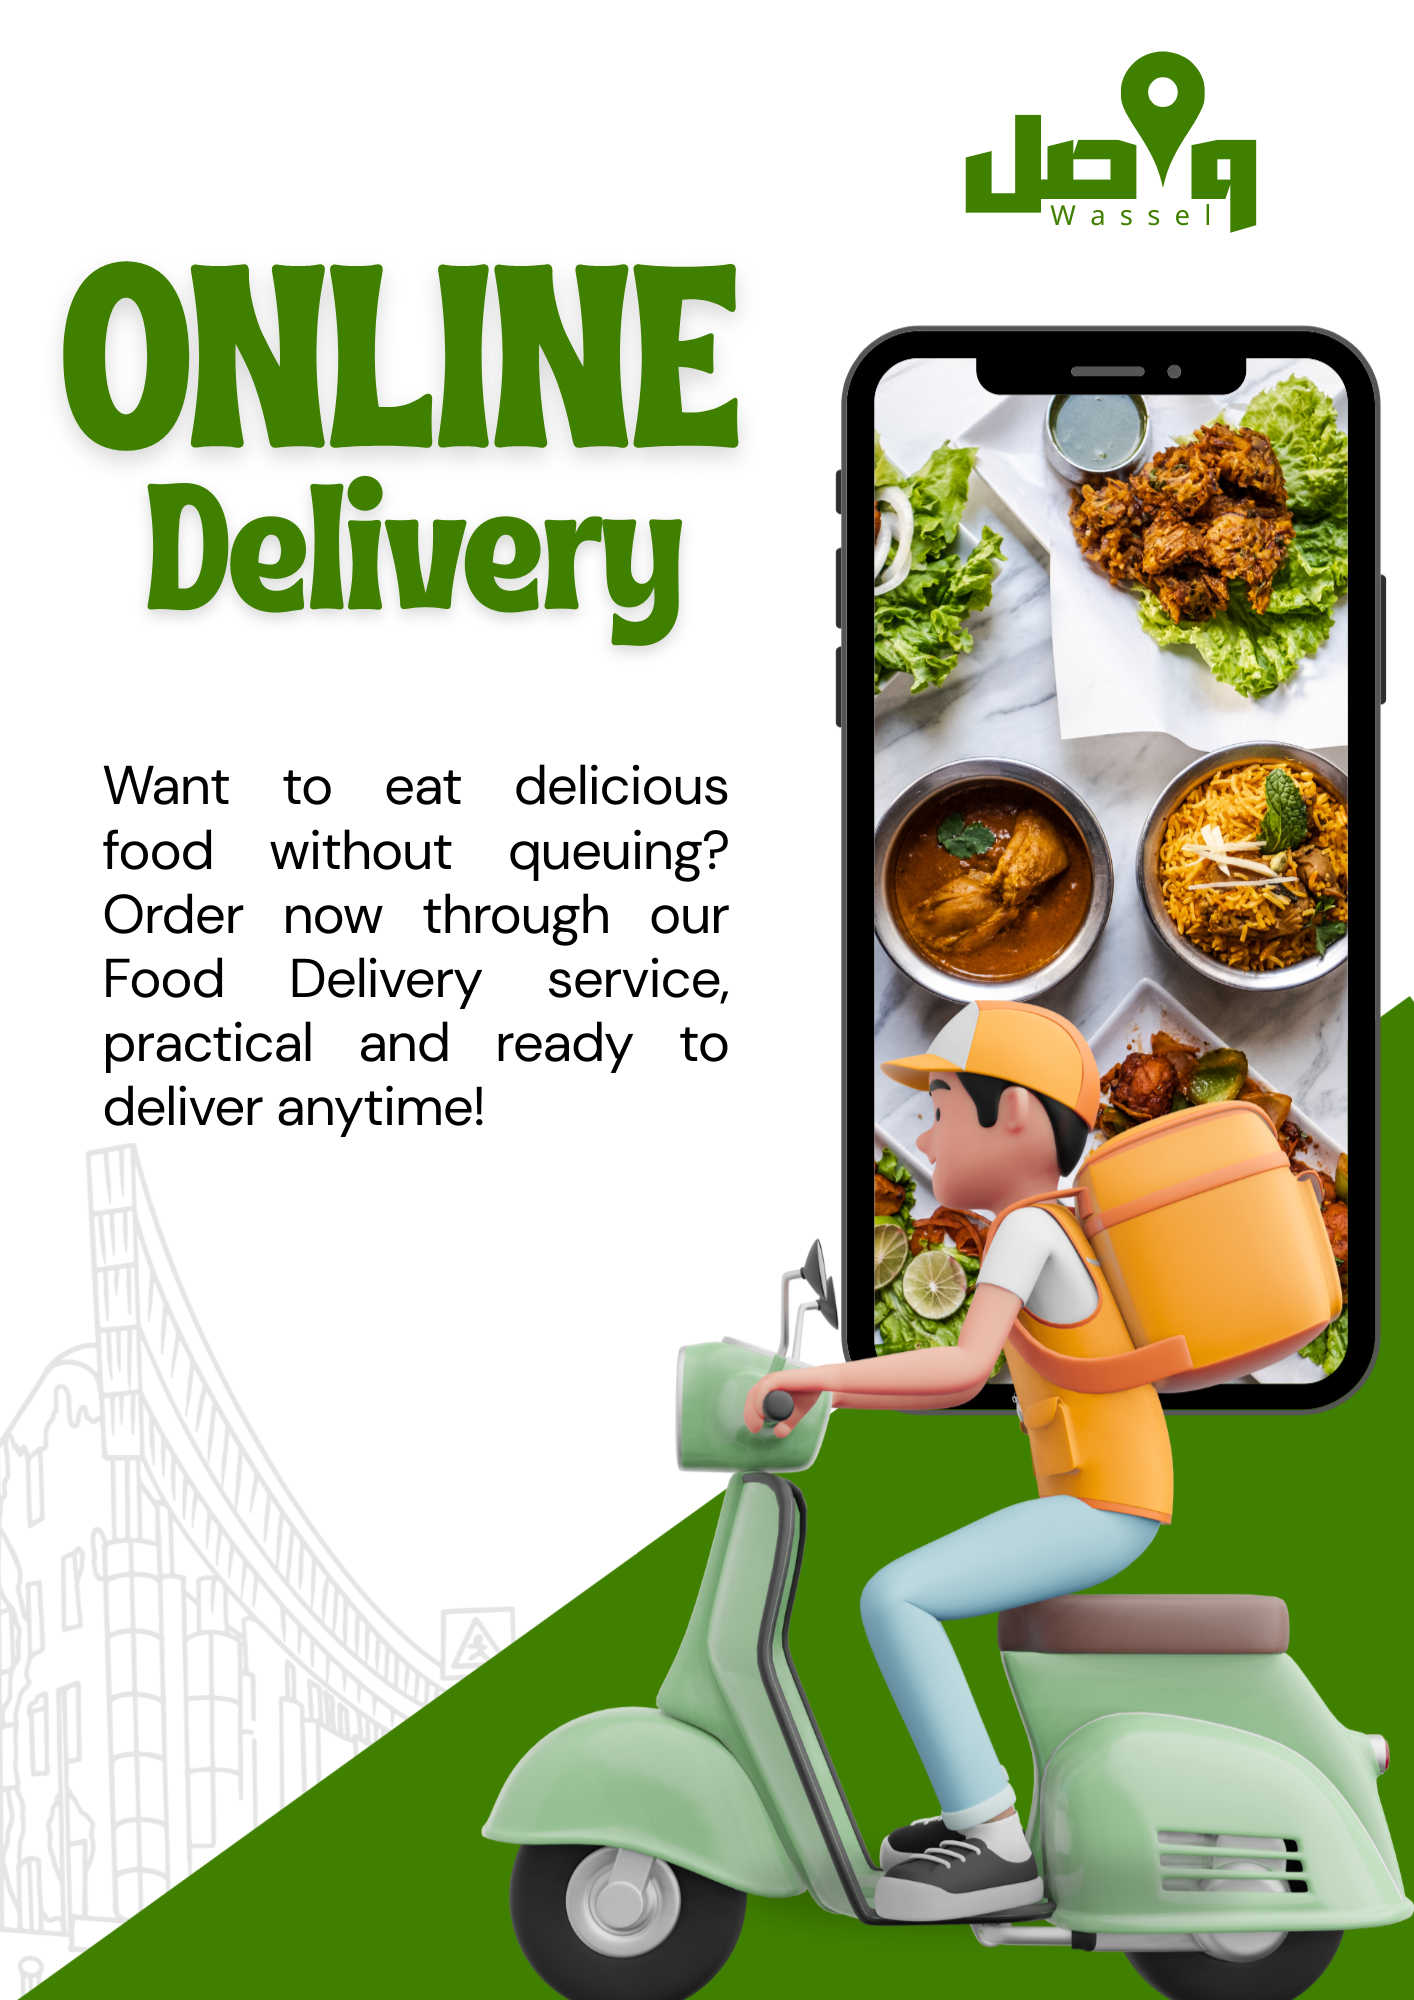 واصل
Wassel
ONLINE
Delivery
Want to eat delicious
food without queuing?
Order now through our
Food Delivery service,
practical and ready to
deliver anytime!